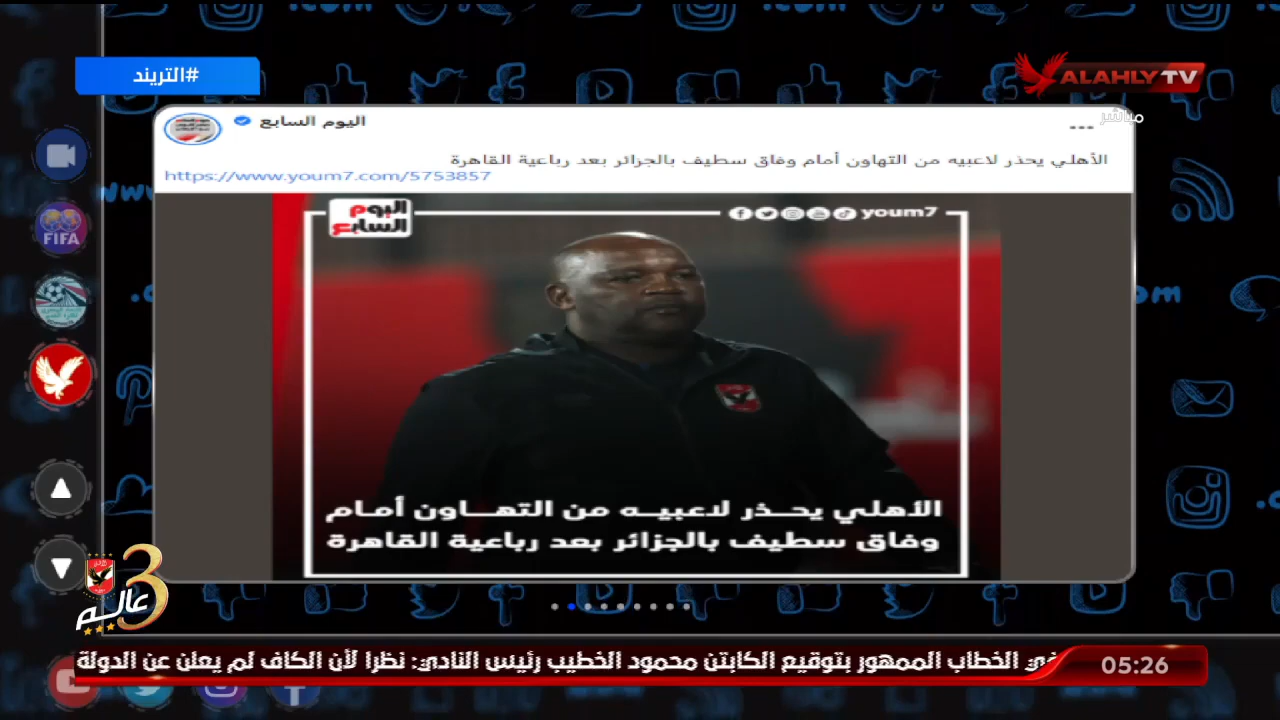 #التريند
ALAHLY TV
مباشر
اليوم السابع
الأهلي يحذر لاعبيه من التهاون أمام وفاق سطيف بالجزائر بعد رباعية القاهرة
https://www.youm7.com/5753857
اليوم السابع
youm7
FIFA
الأهلي يحذر لاعبيه من التهاون أمام
وفاق سطيف بالجزائر بعد رباعية القاهرة
3 عالم
في الخطاب الممهور بتوقيع الكابتن محمود الخطيب رئيس النادي: نظرا لأن الكاف لم يعلن عن الدولة
05:26